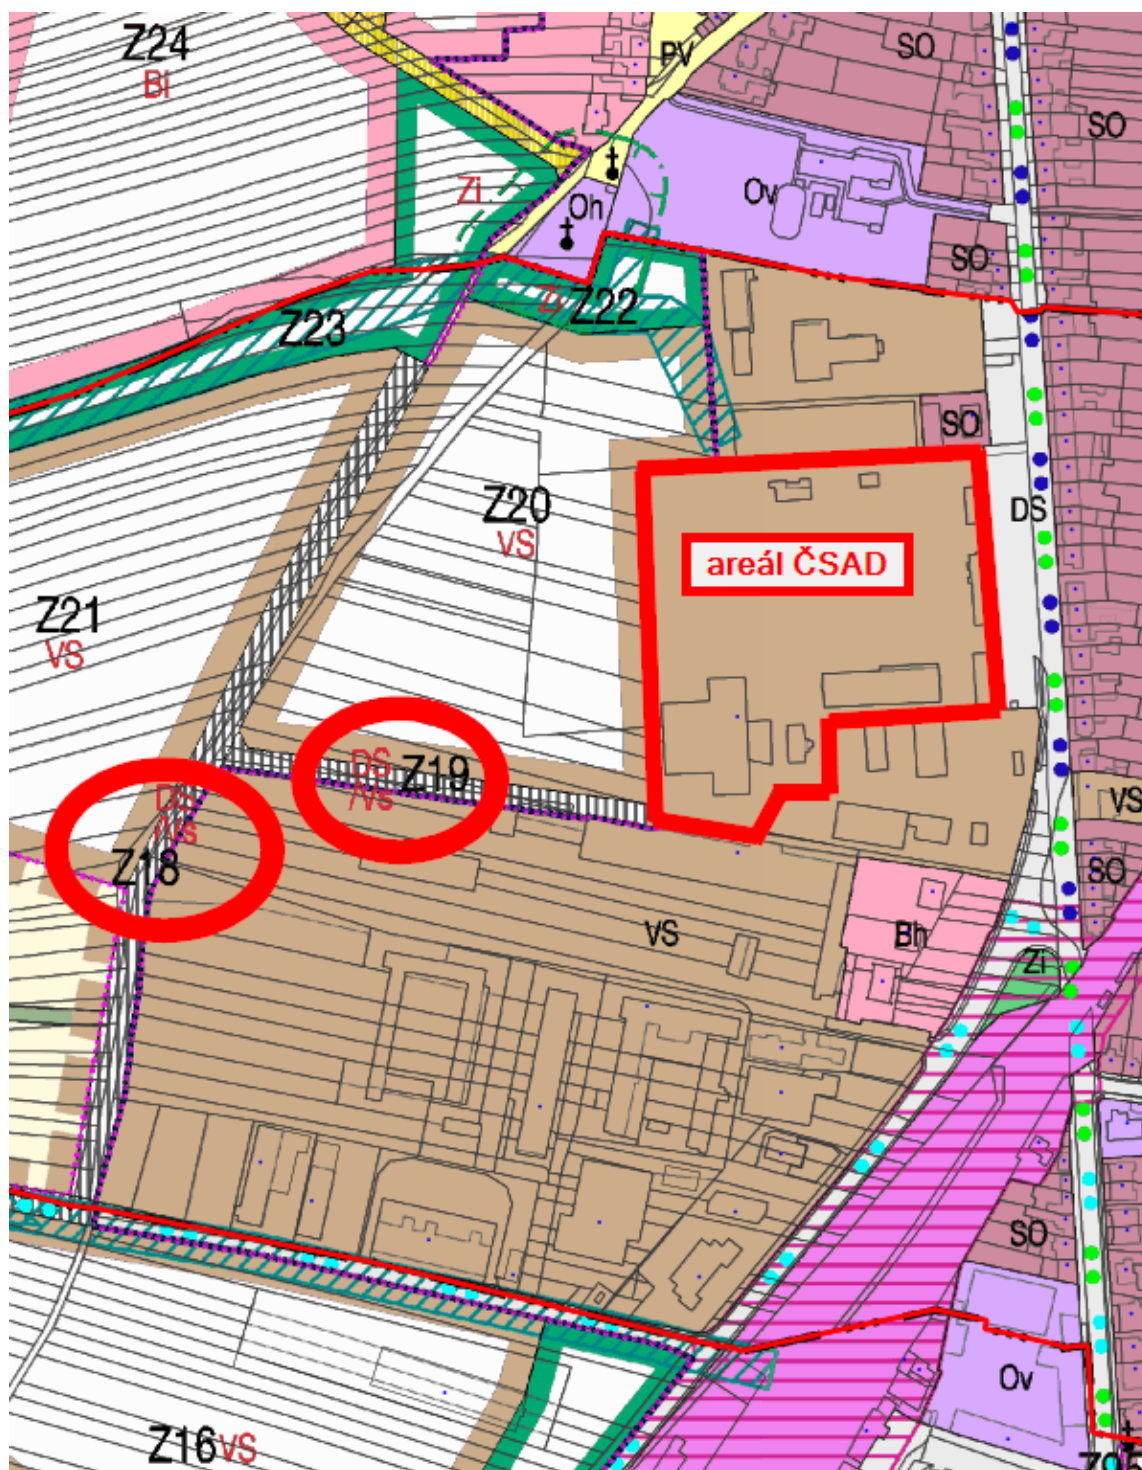 Z24
BI
PV
SO
SO
Zi
Oh
Ov
SO
Z23
Z22
SO
Z20
VS
DS
areál ČSAD
Z21
VS
DS
/Vs
Z19
DS
/Vs
Z18
VS
SO
VS
Bh
Zi
SO
Ov
Z16 VS